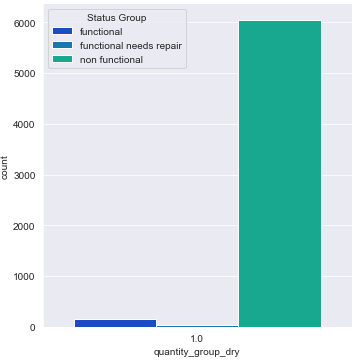 Status Group
functional
functional needs repair
non functional
6000
5000
4000
3000
2000
1000
0
count
1.0
quantity_group_dry